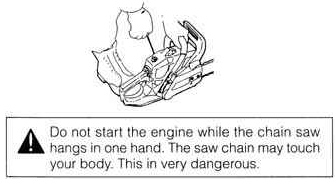 Do not start the engine while the chain saw
hangs in one hand. The saw chain may touch
your body. This in very dangerous.